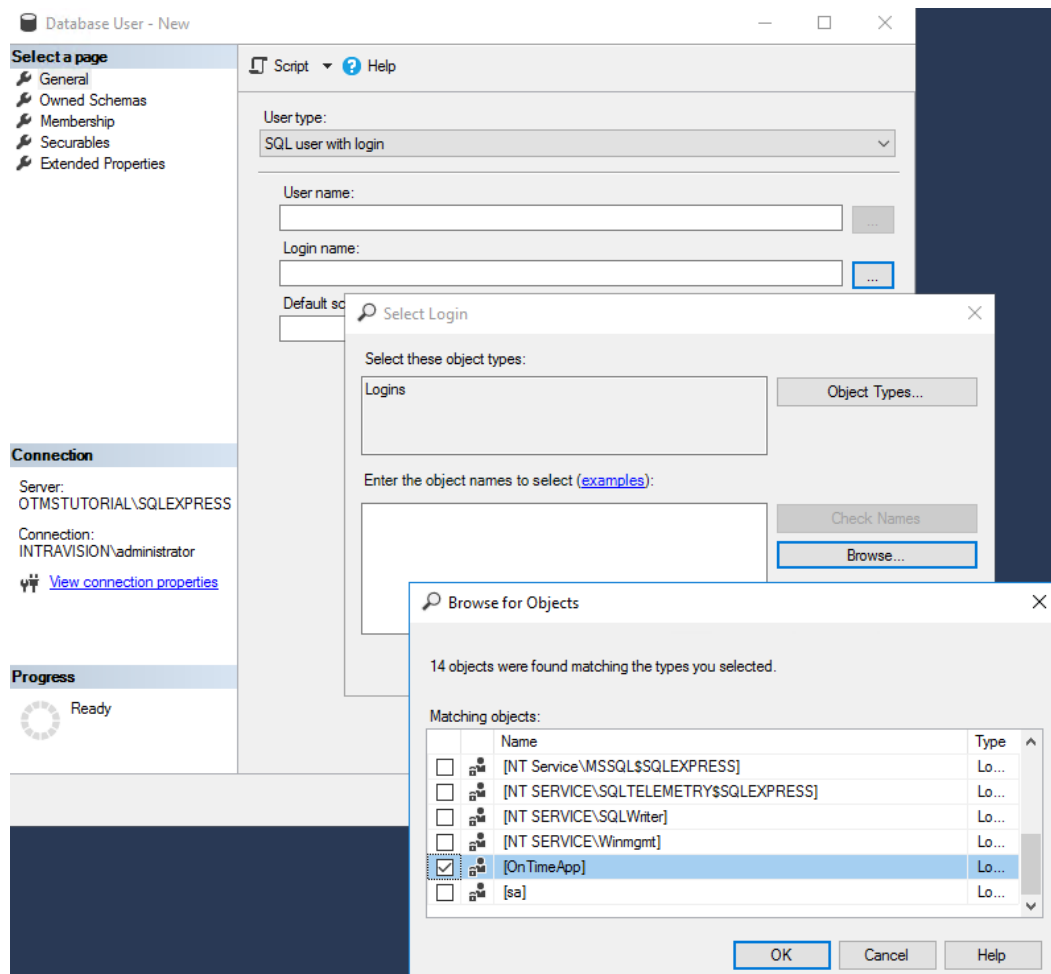 Database User - New
Select a page
General
Owned Schemas
Membership
Securables
Extended Properties
Script
Help
User type:
SQL user with login
User name:
...
Login name:
...
Default sc
Select Login
Select these object types:
Logins
Object Types...
Enter the object names to select (examples):
Check Names
Browse...
Connection
Server:
OTMSTUTORIAL\SQLEXPRESS
Connection:
INTRAVISION\administrator
View connection properties
Progress
Ready
Browse for Objects
14 objects were found matching the types you selected.
Matching objects:
Name Type
[NT Service\MSSQL$SQLEXPRESS] Lo...
[NT SERVICE\SQLTELEMETRY$SQLEXPRESS] Lo...
[NT SERVICE\SQLWriter] Lo...
[NT SERVICE\Winmgmt] Lo...
[OnTimeApp] Lo...
[sa] Lo...
OK Cancel Help